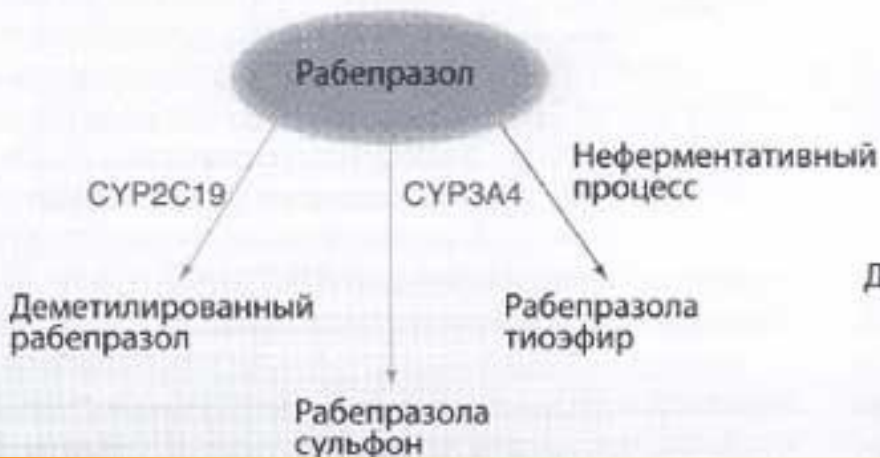 Рабепразол
CYP2C19
CYP3A4
Неферментативный
процесс
Деметилированный
рабепразол
Рабепразола
тиоэфир
Д
Рабепразола
сульфон